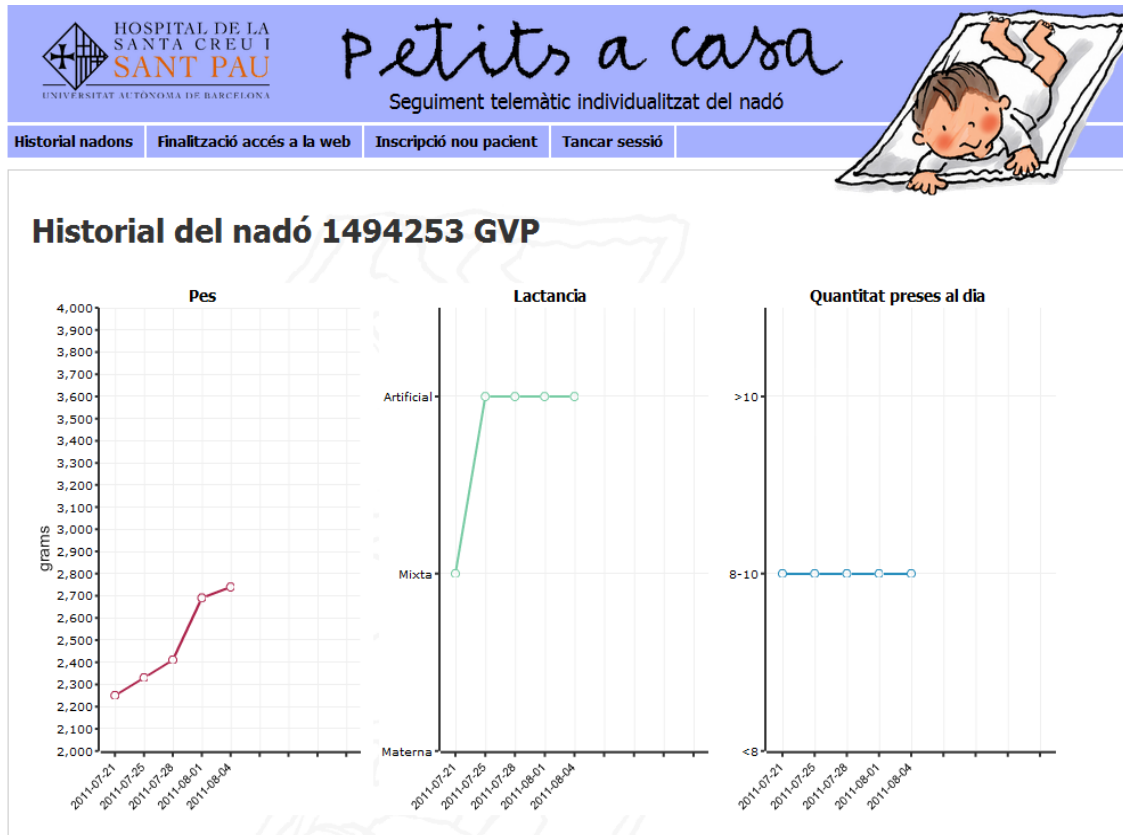 HOSPITAL DE LA
SANTA CREU I
SANT PAU
UNIVERSITAT AUTÒNOMA DE BARCELONA
Petits a casa
Seguiment telemàtic individualitzat del nadó
Historial nadons
Finalització accés a la web
Inscripció nou pacient
Tancar sessió
Historial del nadó 1494253 GVP
Pes
4,000
3,900
3,800
3,700
3,600
3,500
3,400
3,300
3,200
3,100
3,000
2,900
2,800
2,700
2,600
2,500
2,400
2,300
2,200
2,100
2,000
grams
2011-07-21
2011-07-25
2011-07-28
2011-08-01
2011-08-04
Lactancia
Artificial
Mixta
Materna
2011-07-21
2011-07-25
2011-07-28
2011-08-01
2011-08-04
Quantitat preses al dia
>10
8-10
<8
2011-07-21
2011-07-25
2011-07-28
2011-08-01
2011-08-04